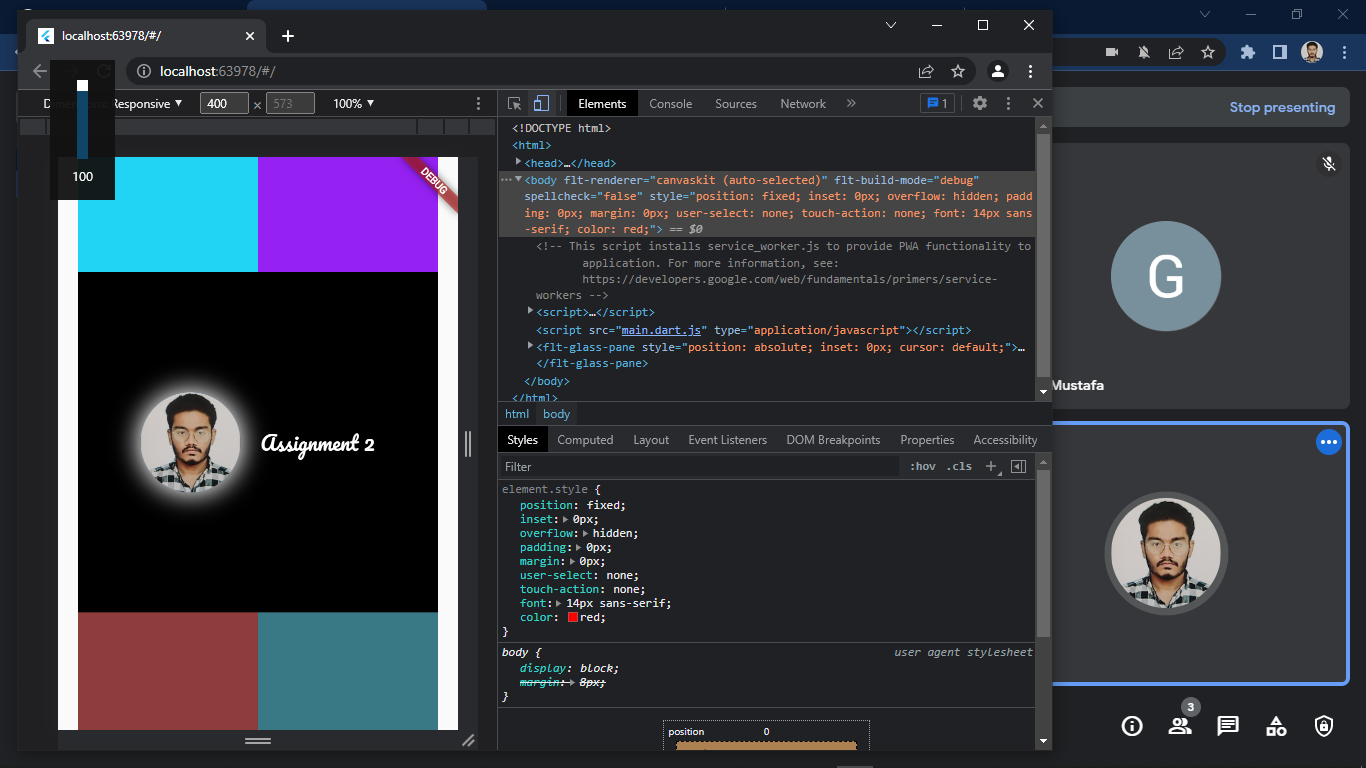 localhost:63978/#/
localhost:63978/#/
Responsive ▼ 400 × 573 100% ▼
Elements Console Sources Network » 1
Stop presenting
100
DEBUG
Assignment 2
<!DOCTYPE html>
<html>
<head>…</head>
<body flt-renderer="canvaskit (auto-selected)" flt-build-mode="debug"
spellcheck="false" style="position: fixed; inset: 0px; overflow: hidden; padd
ing: 0px; margin: 0px; user-select: none; touch-action: none; font: 14px sans
-serif; color: red;"> == $0
<!-- This script installs service_worker.js to provide PWA functionality to
application. For more information, see:
https://developers.google.com/web/fundamentals/primers/service-
workers -->
<script>…</script>
<script src="main.dart.js" type="application/javascript"></script>
<flt-glass-pane style="position: absolute; inset: 0px; cursor: default;">…
</flt-glass-pane>
</body>
</html>
html body
Styles Computed Layout Event Listeners DOM Breakpoints Properties Accessibility
Filter :hov .cls +
element.style {
position: fixed;
inset: 0px;
overflow: hidden;
padding: 0px;
margin: 0px;
user-select: none;
touch-action: none;
font: 14px sans-serif;
color: red;
}
body { user agent stylesheet
display: block;
margin: 8px;
}
position 0
G
Mustafa
3